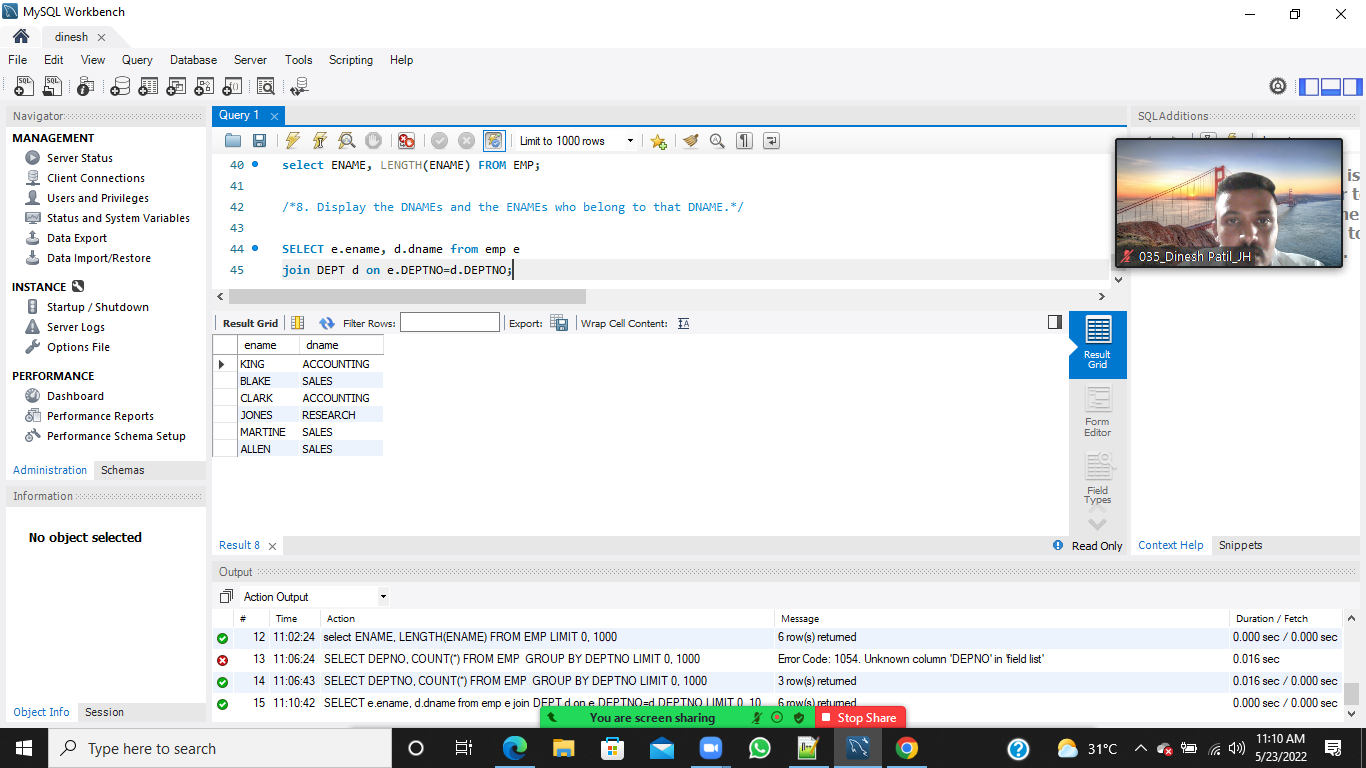 MySQL Workbench
dinesh
File Edit View Query Database Server Tools Scripting Help
Navigator
MANAGEMENT
Server Status
Client Connections
Users and Privileges
Status and System Variables
Data Export
Data Import/Restore
INSTANCE
Startup / Shutdown
Server Logs
Options File
PERFORMANCE
Dashboard
Performance Reports
Performance Schema Setup
Administration Schemas
Information
No object selected
Object Info Session
Query 1
Limit to 1000 rows
40 select ENAME, LENGTH(ENAME) FROM EMP;
41
42 /*8. Display the DNAMEs and the ENAMEs who belong to that DNAME.*/
43
44 SELECT e.ename, d.dname from emp e
45 join DEPT d on e.DEPTNO=d.DEPTNO;
Result Grid Filter Rows: Export: Wrap Cell Content:
ename dname
KING ACCOUNTING
BLAKE SALES
CLARK ACCOUNTING
JONES RESEARCH
MARTINE SALES
ALLEN SALES
Result Grid
Form Editor
Field Types
Result 8
Read Only
SQLAdditions
035_Dinesh Patil_JH
Context Help Snippets
Output
Action Output
# Time Action Message Duration / Fetch
12 11:02:24 select ENAME, LENGTH(ENAME) FROM EMP LIMIT 0, 1000 6 row(s) returned 0.000 sec / 0.000 sec
13 11:06:24 SELECT DEPNO, COUNT(*) FROM EMP GROUP BY DEPTNO LIMIT 0, 1000 Error Code: 1054. Unknown column 'DEPNO' in 'field list' 0.016 sec
14 11:06:43 SELECT DEPTNO, COUNT(*) FROM EMP GROUP BY DEPTNO LIMIT 0, 1000 3 row(s) returned 0.016 sec / 0.000 sec
15 11:10:42 SELECT e.ename, d.dname from emp e join DEPT d on e.DEPTNO=d.DEPTNO LIMIT 0, 10 6 row(s) returned 0.000 sec / 0.000 sec
You are screen sharing Stop Share
Type here to search
31°C
11:10 AM
5/23/2022